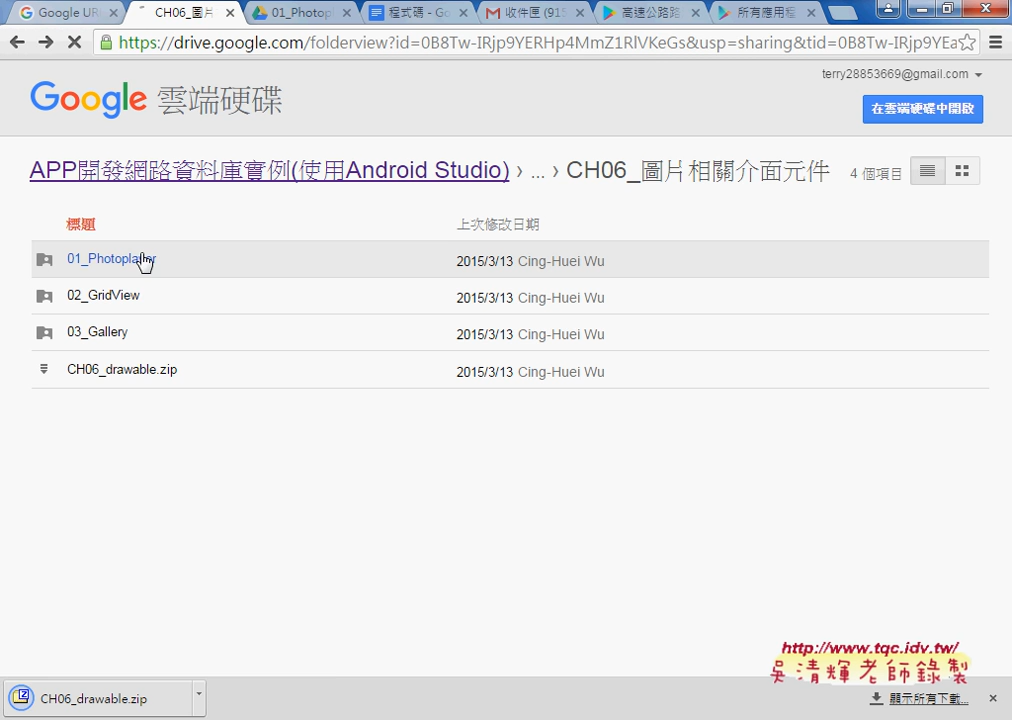 Google UR
CH06_圖片
01_Photop
程式碼 - Go
收件匣 (915
高速公路路
所有應用程
https://drive.google.com/folderview?id=0B8Tw-IRjp9YERHp4MmZ1RlVKeGs&usp=sharing&tid=0B8Tw-IRjp9YEa
terry28853669@gmail.com
Google 雲端硬碟
在雲端硬碟中開啟
APP開發網路資料庫實例(使用Android Studio) › ... › CH06_圖片相關介面元件
4 個項目
標題
上次修改日期
01_Photoplayer
2015/3/13 Cing-Huei Wu
02_GridView
2015/3/13 Cing-Huei Wu
03_Gallery
2015/3/13 Cing-Huei Wu
CH06_drawable.zip
2015/3/13 Cing-Huei Wu
http://www.tqc.idv.tw/
吳清輝老師錄製
CH06_drawable.zip
顯示所有下載...